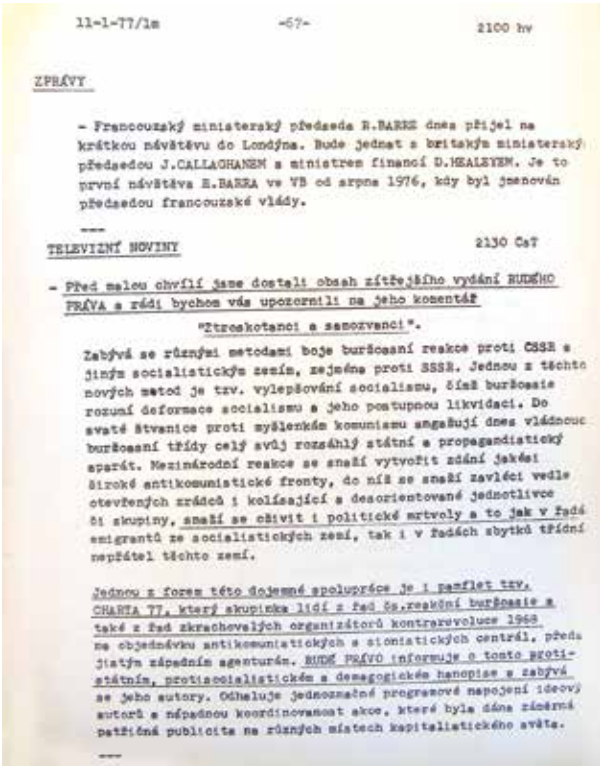 11-1-77/lm -67- 2100 hv
ZPRÁVY
- Francouzský ministerský předseda R.BARRE dnes přijel na
krátkou návštěvu do Londýna. Bude jednat s britským ministerský
předsedou J.CALLAGHANEM a ministrem financí D.HEALEYEM. Je to
první návštěva R.BARRA ve VB od srpna 1976, kdy byl jmenován
předsedou francouzské vlády.
---
TELEVIZNÍ NOVINY 2130 ČsT
- Před malou chvílí jsme dostali obsah zítřejšího vydání RUDÉHO
PRÁVA a rádi bychom vás upozornili na jeho komentář
"Ztroskotanci a samozvanci".
Zabývá se různými metodami boje buržoasní reakce proti ČSSR a
jiným socialistickým zemím, zejména proti SSSR. Jednou z těchto
nových metod je tzv. vylepšování socialismu, čímž buržoasie
rozumí deformace socialismu a jeho postupnou likvidaci. Do
svaté štvanice proti myšlenkám komunismu angažují dnes vládnouc
buržoasní třídy celý svůj rozsáhlý státní a propagandistický
aparát. Mezinárodní reakce se snaží vytvořit zdání jakési
široké antikomunistické fronty, do níž se snaží zavléci vedle
otevřených zrádců i kolísající a desorientované jednotlivce
či skupiny, snaží se oživit i politické mrtvoly a to jak v řadá
emigrantů ze socialistických zemí, tak i v řadách zbytků třídní
nepřátel těchto zemí.
Jednou z forem této dojemné spolupráce je i pamflet tzv.
CHARTA 77, který skupinka lidí z řad čs.reakční buržoasie a
také z řad zkrachovalých organizátorů kontrarevoluce 1968
na objednávku antikomunistických a sionistických centrál, předa
jistým západním agenturám. RUDÉ PRÁVO informuje o tomto proti-
státním, protisocialistickém a demagogickém hanopise a zabývá
se jeho autory. Odhaluje jednoznačné programové napojení ideový
autorů a nápadnou koordinovanost akce, které byla dána záměrná
patřičná publicita na různých místech kapitalistického světa.
---